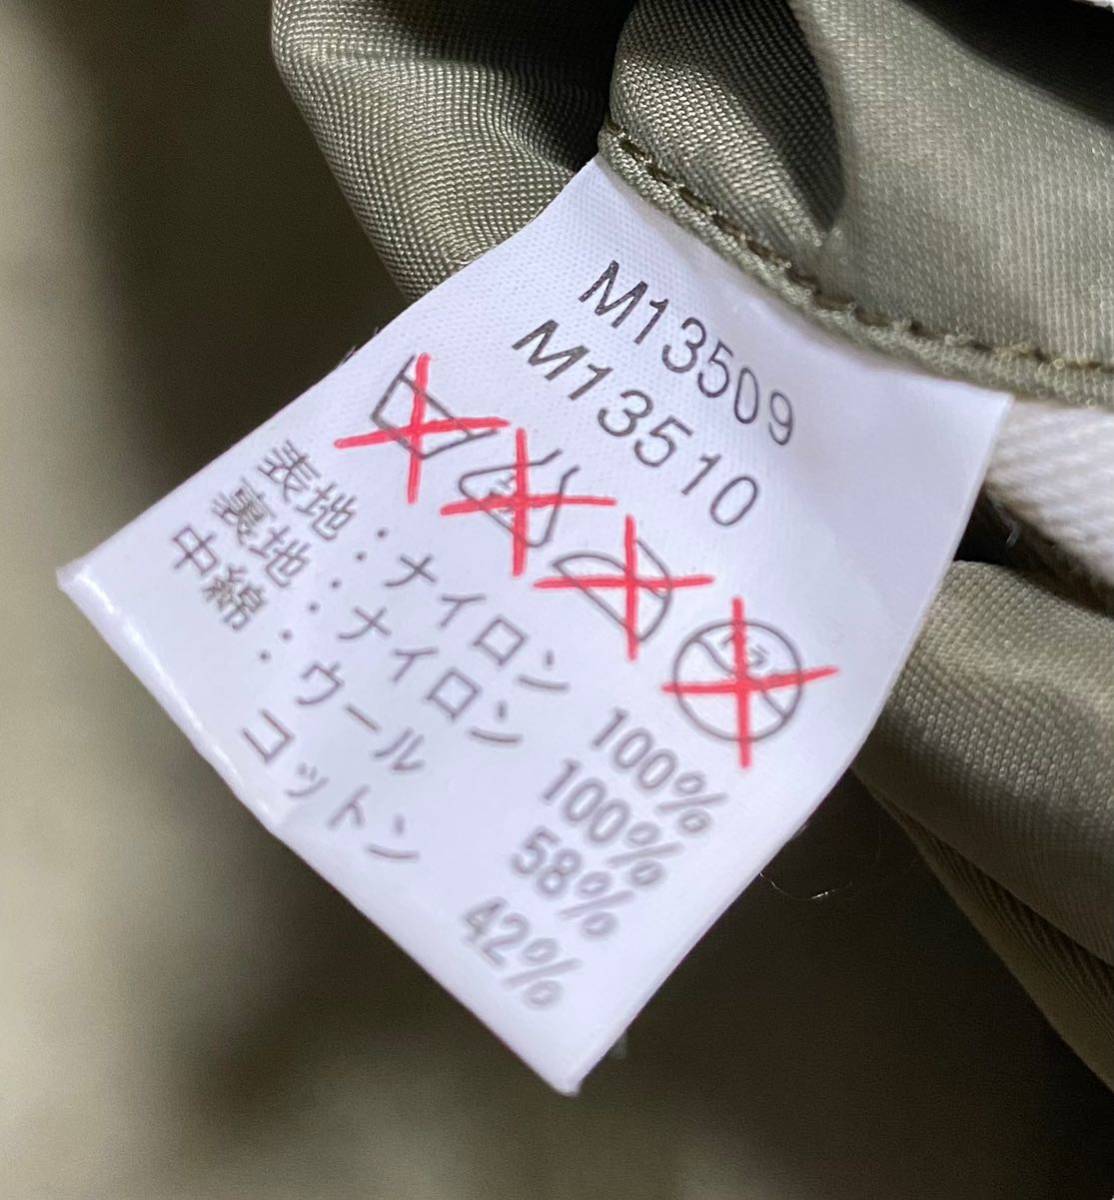 M13509
M13510
表地：ナイロン 100%
裏地：ナイロン 100%
中綿：ウール 58%
コットン 42%